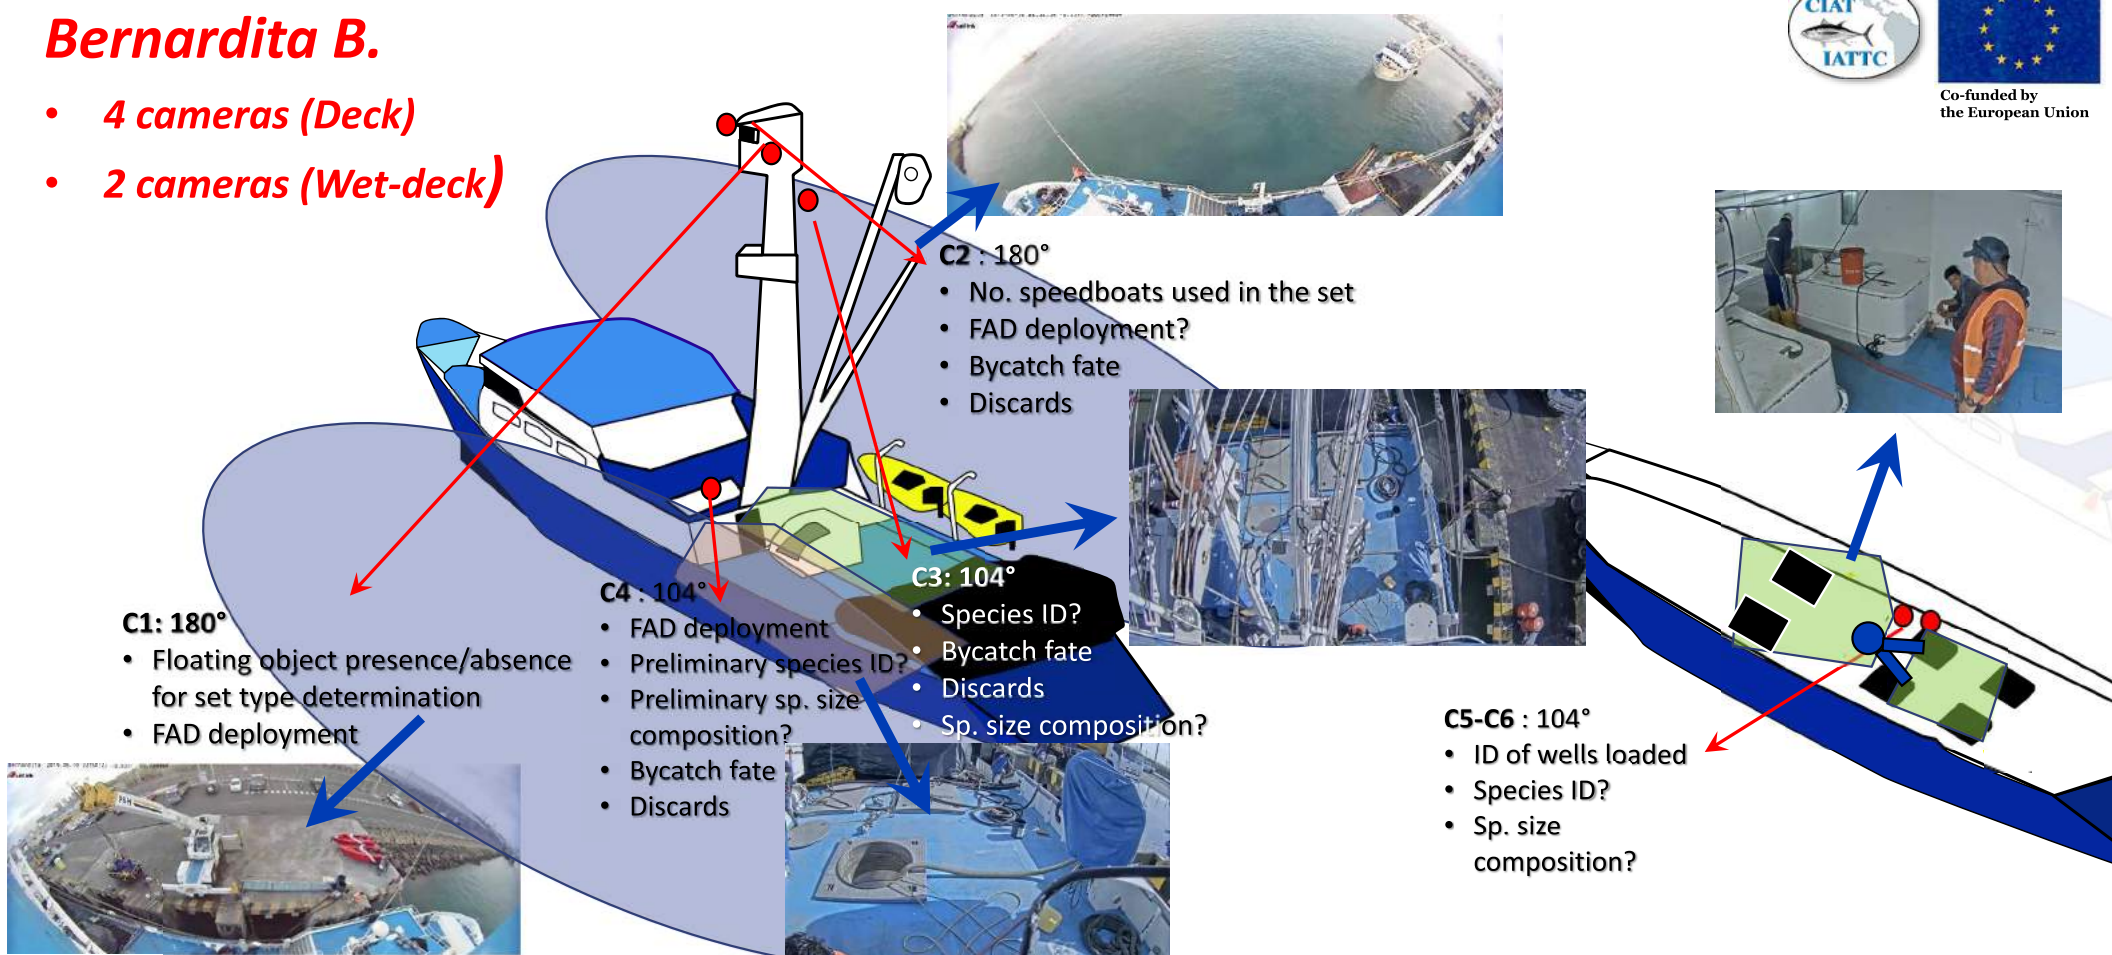 Bernardita B.
• 4 cameras (Deck)
• 2 cameras (Wet-deck)
CIAT
IATTC
Co-funded by
the European Union
C2 : 180°
• No. speedboats used in the set
• FAD deployment?
• Bycatch fate
• Discards
C1: 180°
• Floating object presence/absence
for set type determination
• FAD deployment
C4 : 104°
• FAD deployment
• Preliminary species ID?
• Preliminary sp. size
composition?
• Bycatch fate
• Discards
C3: 104°
• Species ID?
• Bycatch fate
• Discards
• Sp. size composition?
C5-C6 : 104°
• ID of wells loaded
• Species ID?
• Sp. size
composition?